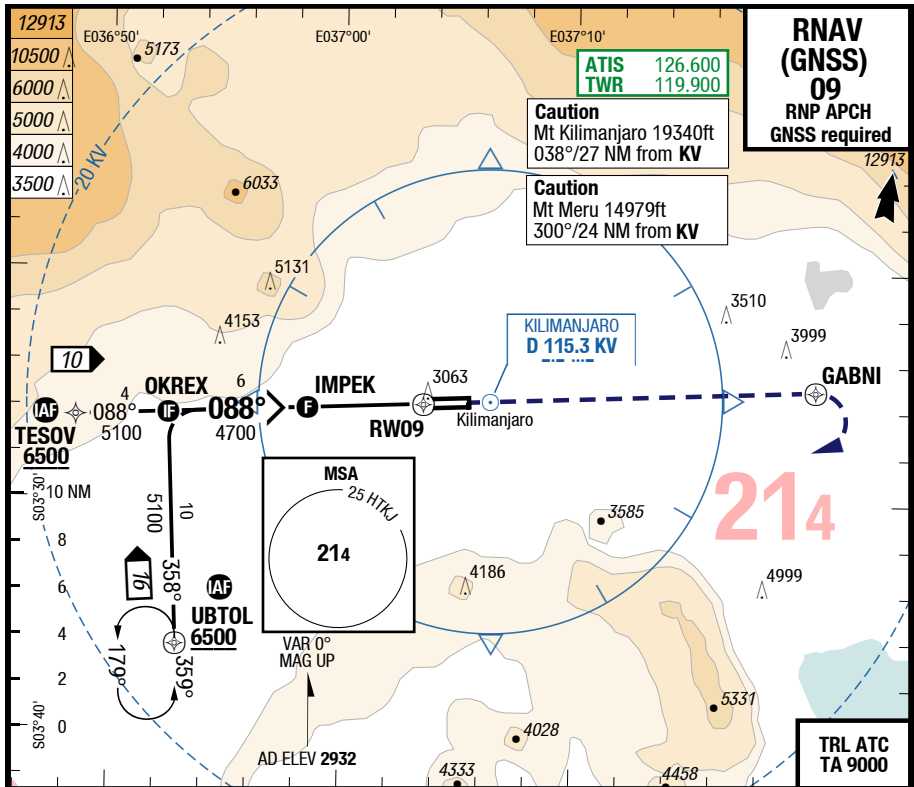 12913
10500
6000
5000
4000
3500
E036°50'
E037°00'
E037°10'
5173
20 KV
6033
5131
4153
ATIS 126.600
TWR 119.900
Caution
Mt Kilimanjaro 19340ft
038°/27 NM from KV
Caution
Mt Meru 14979ft
300°/24 NM from KV
RNAV
(GNSS)
09
RNP APCH
GNSS required
12913
3510
3999
KILIMANJARO
D 115.3 KV
10
4
6
OKREX
IMPEK
3063
GABNI
IAF
088°
IF
088°
F
TESOV
6500
5100
4700
RW09
Kilimanjaro
S03°30'
10 NM
8
6
4
2
0
S03°40'
5100
10
358°
16
IAF
UBTOL
6500
179°
359°
MSA
25 HTKJ
214
VAR 0°
MAG UP
AD ELEV 2932
214
3585
4186
4999
5331
4028
4333
4458
TRL ATC
TA 9000